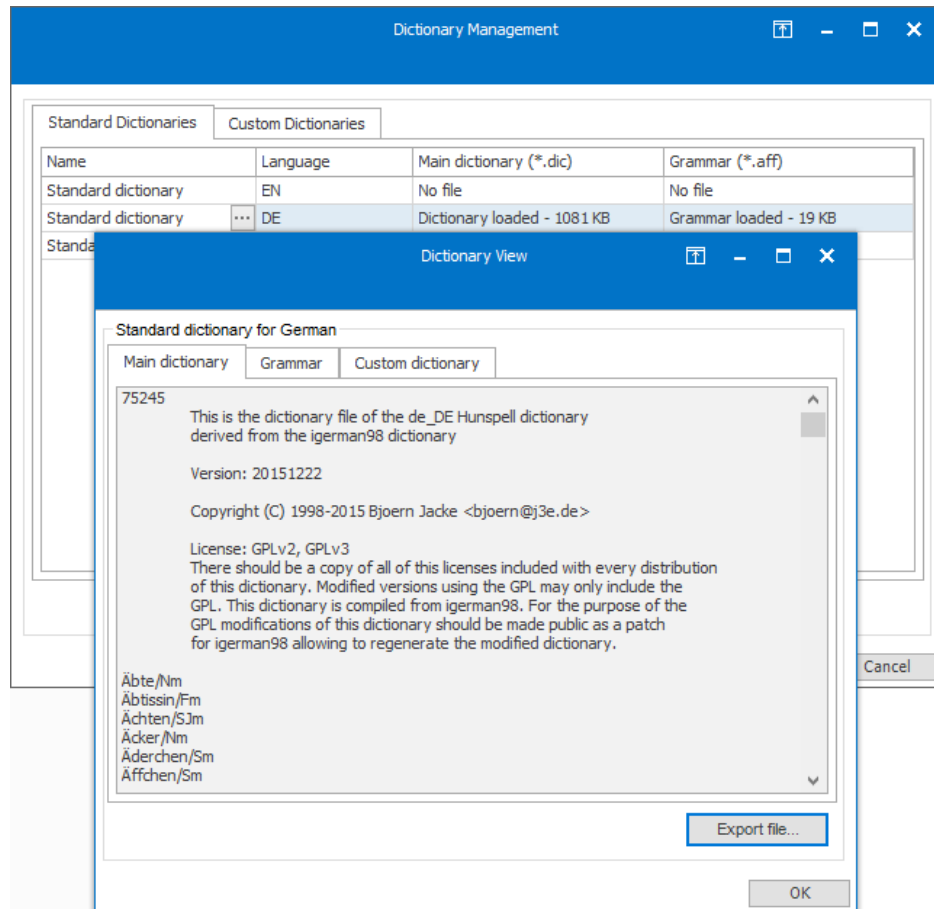 Dictionary Management
Standard Dictionaries Custom Dictionaries
Name Language Main dictionary (*.dic) Grammar (*.aff)
Standard dictionary EN No file No file
Standard dictionary ... DE Dictionary loaded - 1081 KB Grammar loaded - 19 KB
Standa
Dictionary View
Standard dictionary for German
Main dictionary Grammar Custom dictionary
75245
This is the dictionary file of the de_DE Hunspell dictionary
derived from the igerman98 dictionary
Version: 20151222
Copyright (C) 1998-2015 Bjoern Jacke <bjoern@j3e.de>
License: GPLv2, GPLv3
There should be a copy of all of this licenses included with every distribution
of this dictionary. Modified versions using the GPL may only include the
GPL. This dictionary is compiled from igerman98. For the purpose of the
GPL modifications of this dictionary should be made public as a patch
for igerman98 allowing to regenerate the modified dictionary.
Äbte/Nm
Äbtissin/Fm
Ächten/SJm
Äcker/Nm
Äderchen/Sm
Äffchen/Sm
Export file...
Cancel
OK